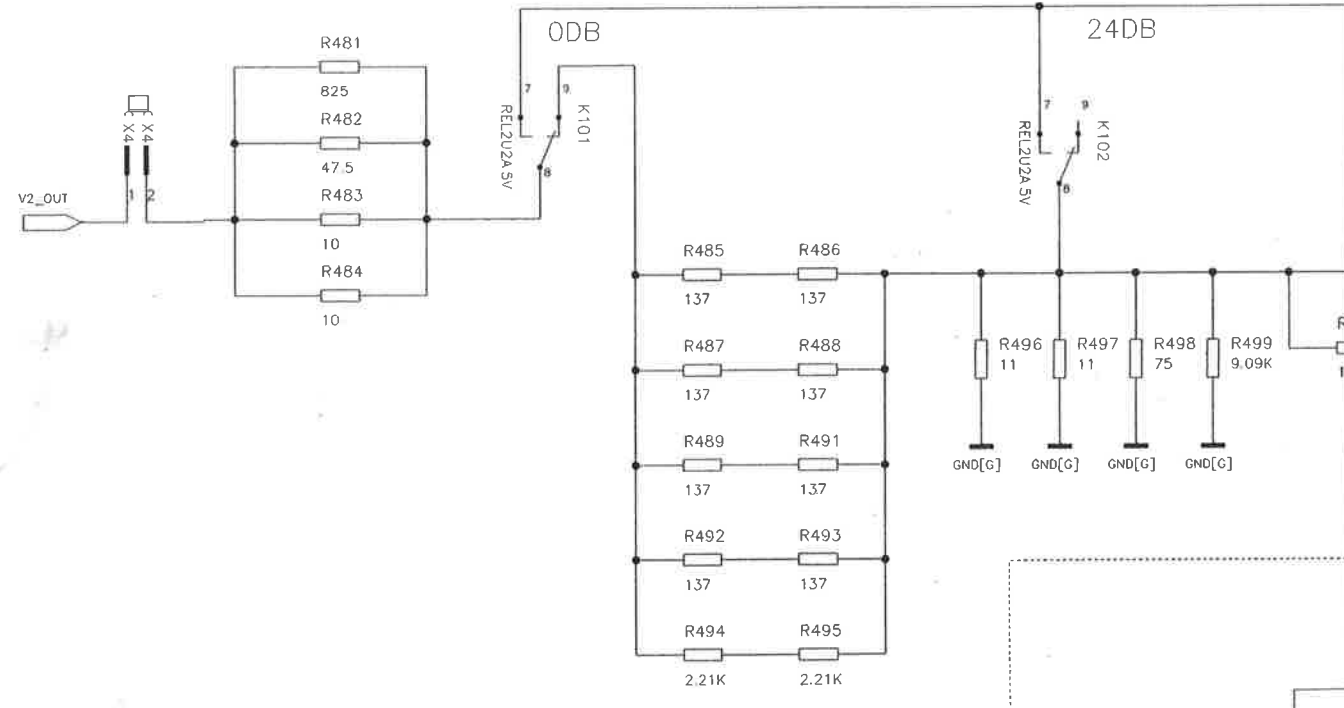 0DB
24DB
R481
825
R482
47.5
R483
10
R484
10
X4
X4
1
2
V2_OUT
7
9
8
K101
REL2U2A.5V
7
9
8
K102
REL2U2A.5V
R485
137
R486
137
R487
137
R488
137
R489
137
R491
137
R492
137
R493
137
R494
2.21K
R495
2.21K
R496
11
R497
11
R498
75
R499
9.09K
GND[G]
GND[G]
GND[G]
GND[G]
R
1